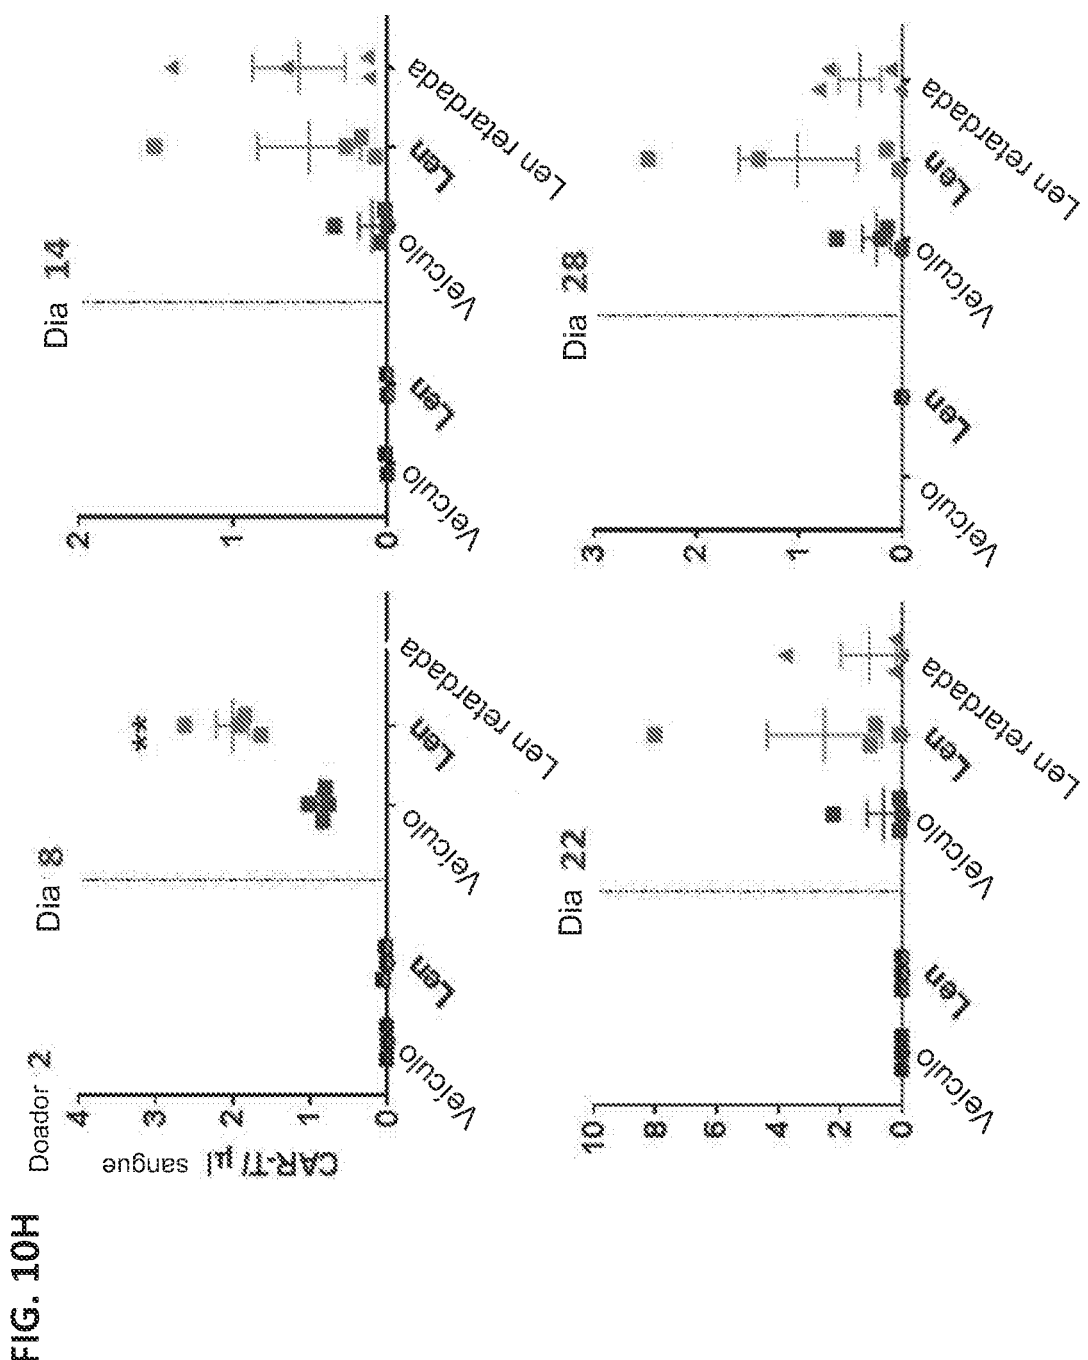 FIG. 10H
Doador 2
CAR-T/ µl sangue
Dia 8
4
3
2
1
0
Veículo
Len
Veículo
Len
Len retardada
**
Dia 14
2
1
0
Veículo
Len
Veículo
Len
Len retardada
Dia 22
10
8
6
4
2
0
Veículo
Len
Veículo
Len
Len retardada
Dia 28
3
2
1
0
Veículo
Len
Veículo
Len
Len retardada